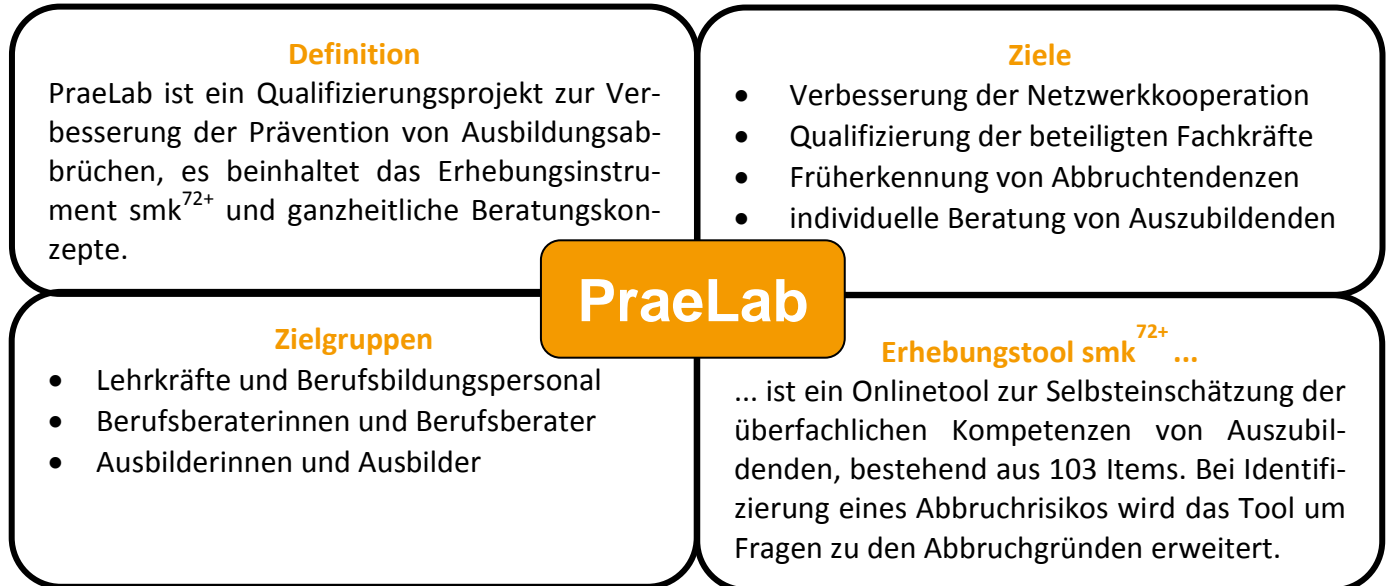 Definition
PraeLab ist ein Qualifizierungsprojekt zur Ver-
besserung der Prävention von Ausbildungsab-
brüchen, es beinhaltet das Erhebungsinstru-
ment smk72+ und ganzheitliche Beratungskon-
zepte.
Ziele
• Verbesserung der Netzwerkkooperation
• Qualifizierung der beteiligten Fachkräfte
• Früherkennung von Abbruchtendenzen
• individuelle Beratung von Auszubildenden
PraeLab
Zielgruppen
• Lehrkräfte und Berufsbildungspersonal
• Berufsberaterinnen und Berufsberater
• Ausbilderinnen und Ausbilder
Erhebungstool smk72+ ...
... ist ein Onlinetool zur Selbsteinschätzung der
überfachlichen Kompetenzen von Auszubil-
denden, bestehend aus 103 Items. Bei Identifi-
zierung eines Abbruchrisikos wird das Tool um
Fragen zu den Abbruchgründen erweitert.